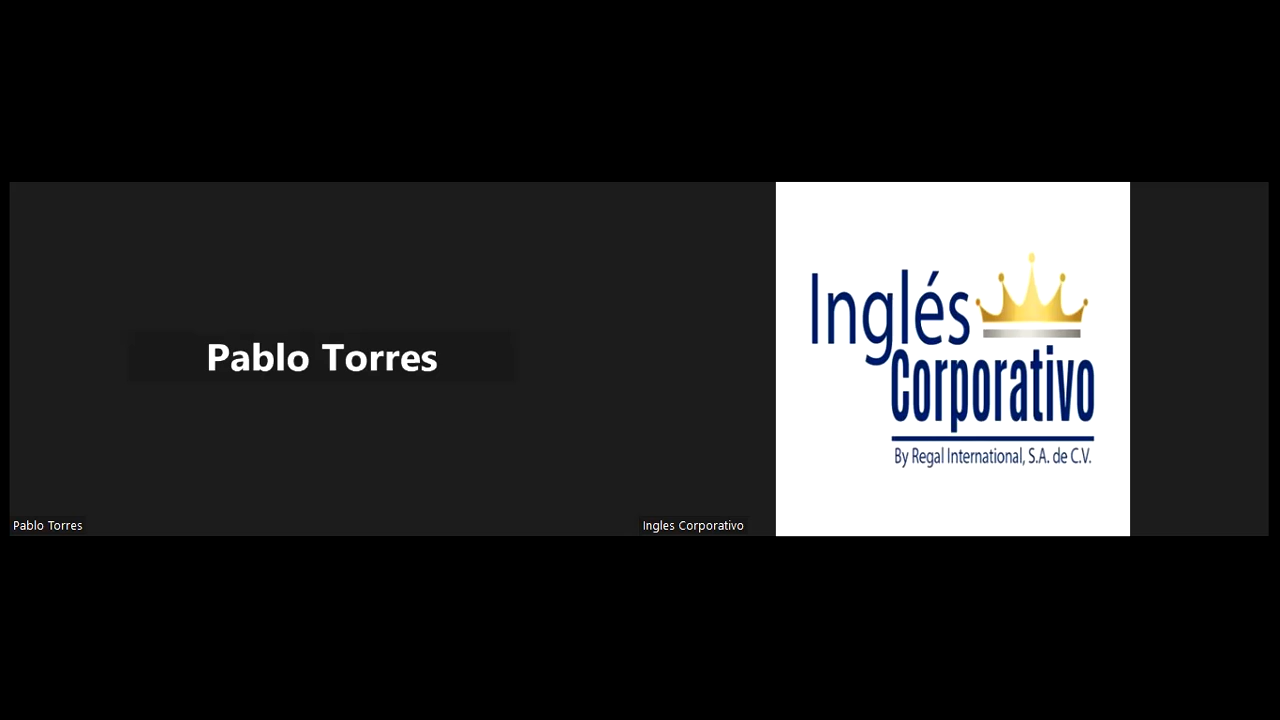 Pablo Torres
Pablo Torres
Inglés
Corporativo
By Regal International, S.A. de C.V.
Ingles Corporativo